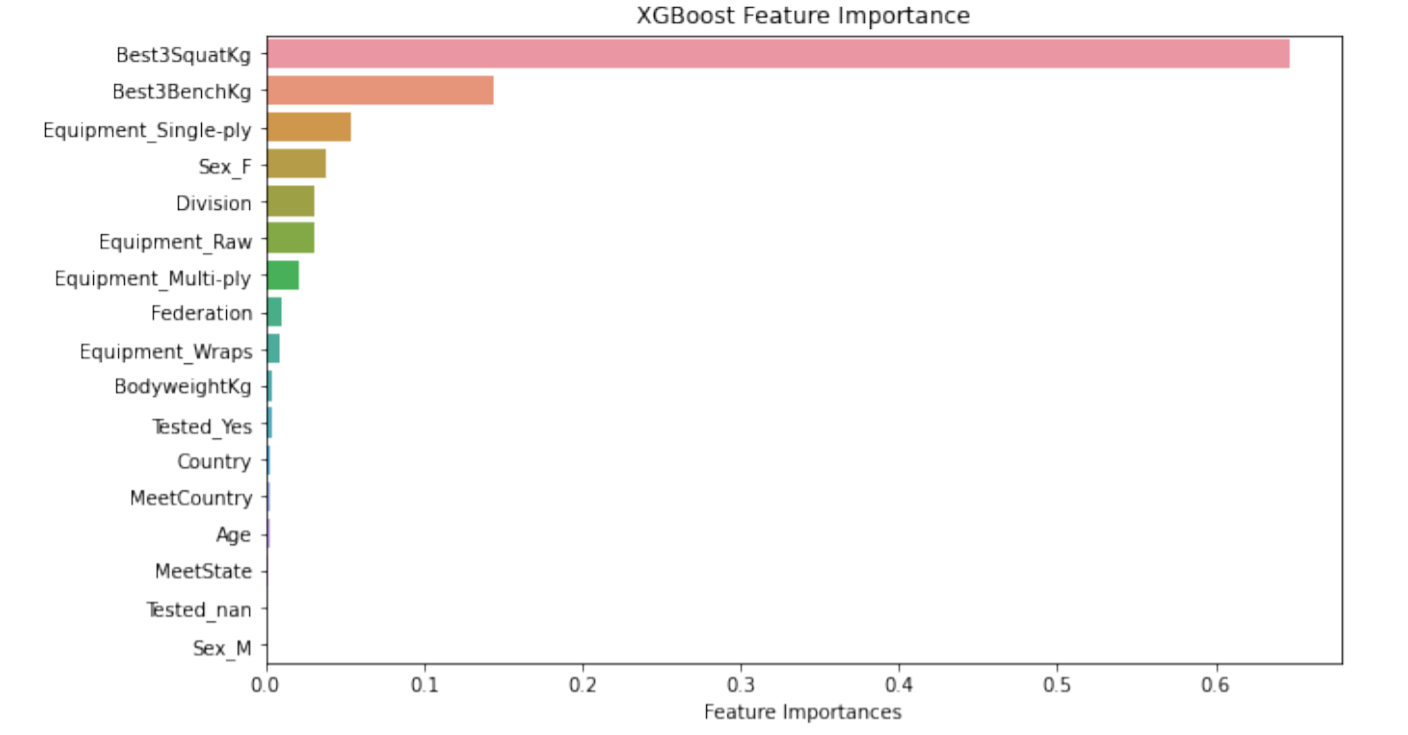 XGBoost Feature Importance
Best3SquatKg
Best3BenchKg
Equipment_Single-ply
Sex_F
Division
Equipment_Raw
Equipment_Multi-ply
Federation
Equipment_Wraps
BodyweightKg
Tested_Yes
Country
MeetCountry
Age
MeetState
Tested_nan
Sex_M
0.0 0.1 0.2 0.3 0.4 0.5 0.6
Feature Importances